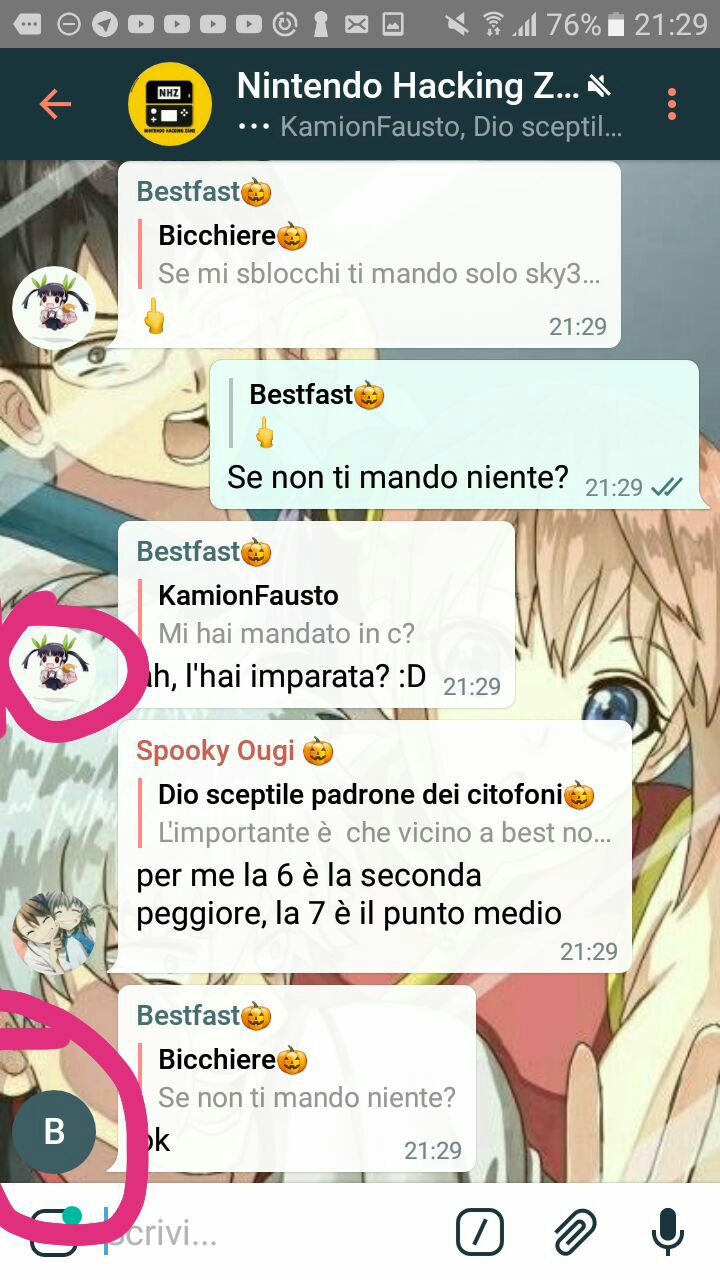 76% 21:29
NHZ
NINTENDO HACKING ZONE
Nintendo Hacking Z...
KamionFausto, Dio sceptil...
Bestfast🎃
Bicchiere🎃
Se mi sblocchi ti mando solo sky3...
🖕
21:29
Bestfast🎃
🖕
Se non ti mando niente? 21:29
Bestfast🎃
KamionFausto
Mi hai mandato in c?
ah, l'hai imparata? :D 21:29
Spooky Ougi 🎃
Dio sceptile padrone dei citofoni🎃
L'importante è che vicino a best no...
per me la 6 è la seconda
peggiore, la 7 è il punto medio
21:29
Bestfast🎃
Bicchiere🎃
Se non ti mando niente?
B
ok 21:29
Scrivi...